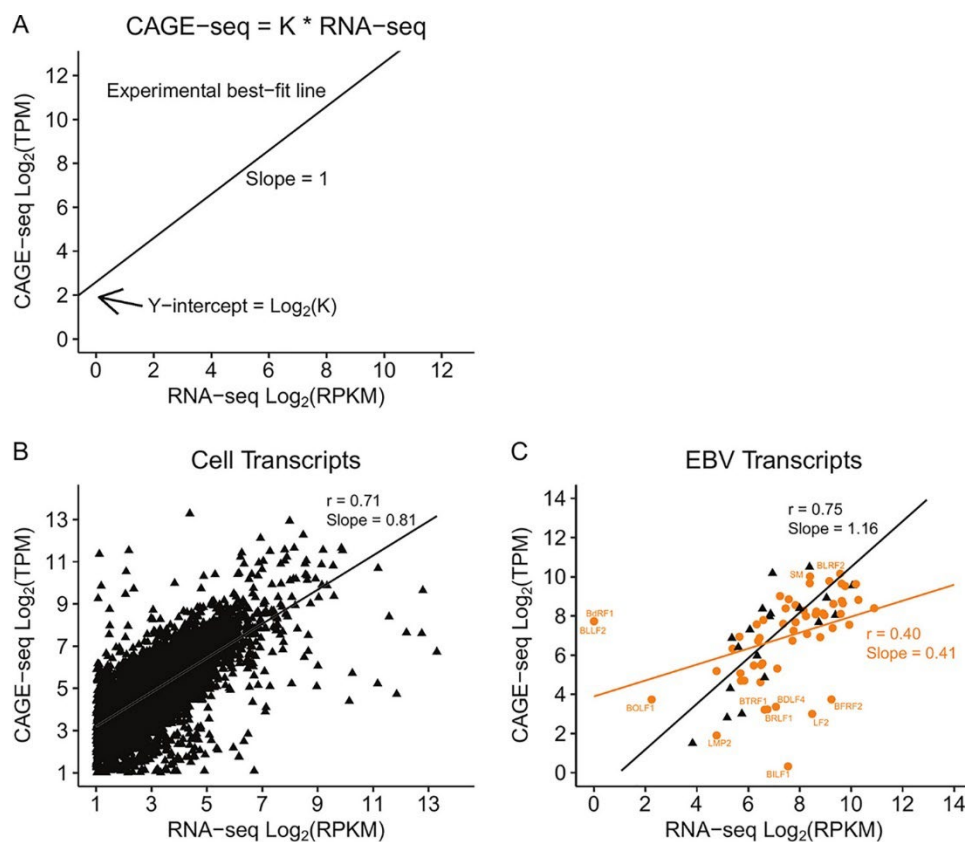 A
CAGE−seq = K * RNA−seq
12
10
8
6
4
2
0
CAGE−seq Log₂(TPM)
Experimental best−fit line
Slope = 1
Y−intercept = Log₂(K)
0 2 4 6 8 10 12
RNA−seq Log₂(RPKM)
B
Cell Transcripts
r = 0.71
Slope = 0.81
13
11
9
7
5
3
1
CAGE−seq Log₂(TPM)
1 3 5 7 9 11 13
RNA−seq Log₂(RPKM)
C
EBV Transcripts
14
12
10
8
6
4
2
0
CAGE−seq Log₂(TPM)
r = 0.75
Slope = 1.16
SM
BLRF2
BdRF1
BLLF2
r = 0.40
Slope = 0.41
BOLF1
BTRF1
BDLF4
BFRF2
BRLF1
LF2
LMP2
BILF1
0 2 4 6 8 10 12 14
RNA−seq Log₂(RPKM)